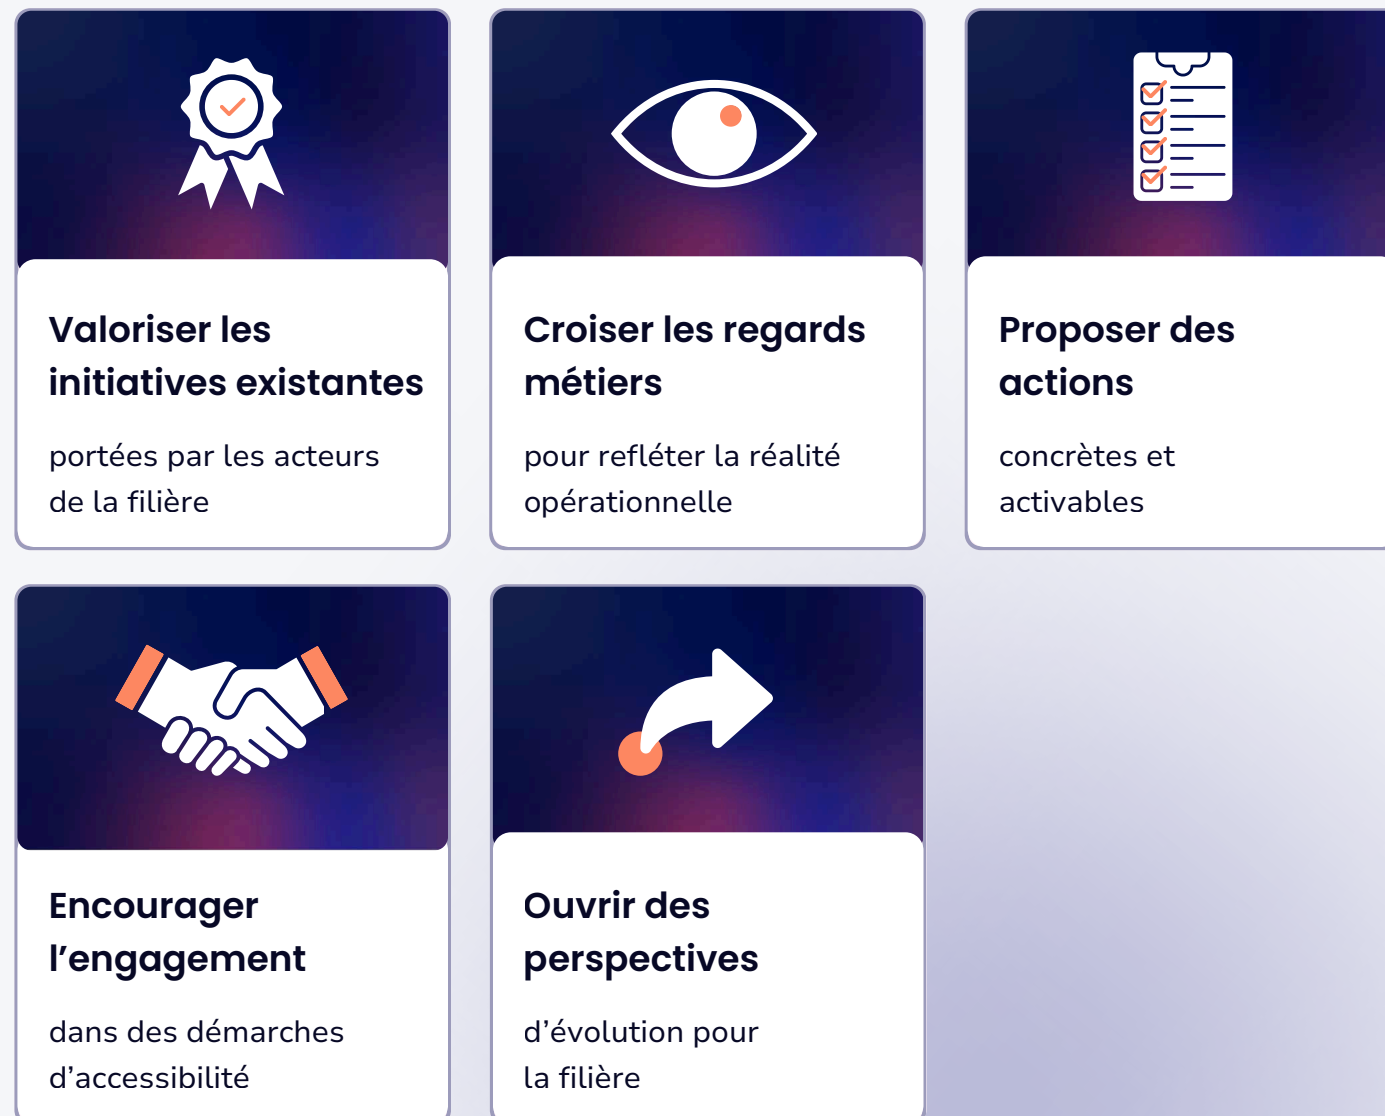 Valoriser les
initiatives existantes
portées par les acteurs
de la filière
Croiser les regards
métiers
pour refléter la réalité
opérationnelle
Proposer des
actions
concrètes et
activables
Encourager
l’engagement
dans des démarches
d’accessibilité
Ouvrir des
perspectives
d’évolution pour
la filière